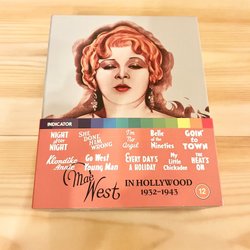 INDICATOR
NIGHT after NIGHT
SHE DONE HIM WRONG
I'm No Angel
Belle of the Nineties
GOIN' to TOWN
Klondike Annie
Go West Young Man
EVERY DAY'S A HOLIDAY
My Little Chickadee
The HEAT'S ON
Mae West
IN HOLLYWOOD
1932–1943
12